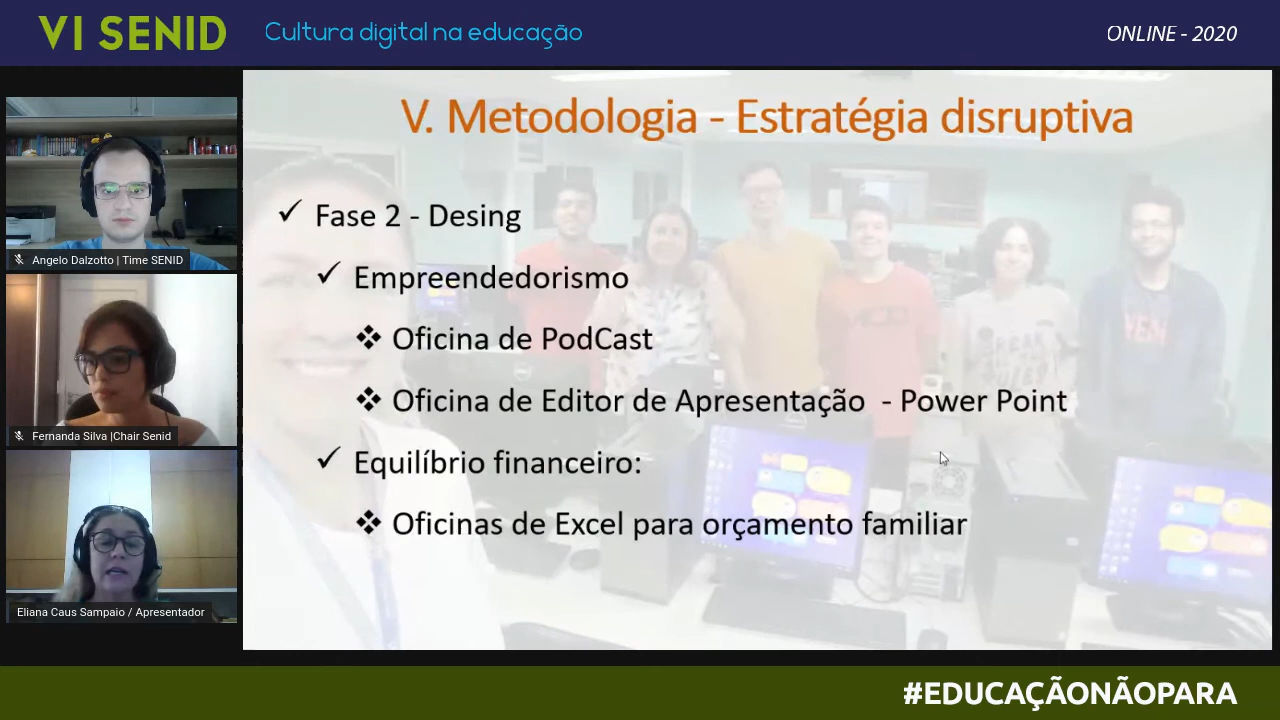 VI SENID
Cultura digital na educação
ONLINE - 2020
Angelo Dalzotto | Time SENID
Fernanda Silva |Chair Senid
Eliana Caus Sampaio / Apresentador
V. Metodologia - Estratégia disruptiva
Fase 2 - Desing
Empreendedorismo
Oficina de PodCast
Oficina de Editor de Apresentação - Power Point
Equilíbrio financeiro:
Oficinas de Excel para orçamento familiar
#EDUCAÇÃONÃOPARA